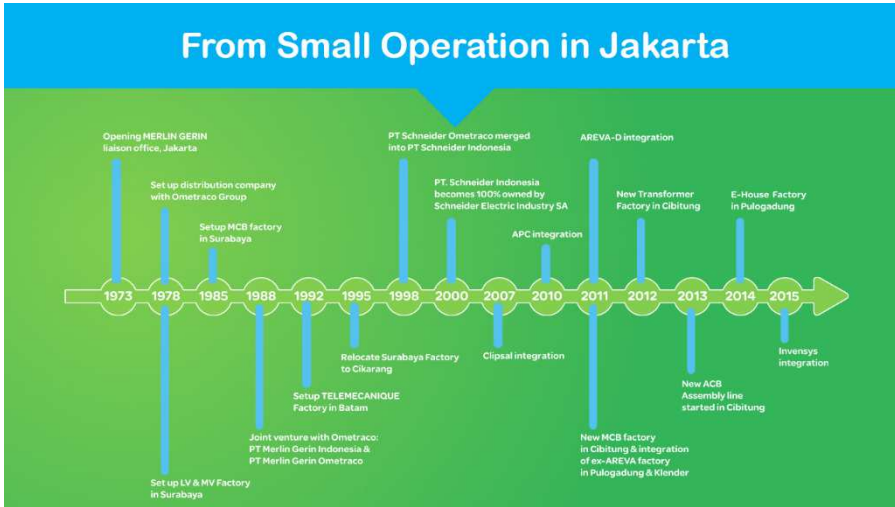 From Small Operation in Jakarta
Opening MERLIN GERIN
liaison office, Jakarta
Set up distribution company
with Ometraco Group
Setup MCB factory
in Surabaya
PT Schneider Ometraco merged
into PT Schneider Indonesia
PT. Schneider Indonesia
becomes 100% owned by
Schneider Electric Industry SA
APC integration
AREVA-D integration
New Transformer
Factory in Cibitung
E-House Factory
in Pulogadung
1973 1978 1985 1988 1992 1995 1998 2000 2007 2010 2011 2012 2013 2014 2015
Set up LV & MV Factory
in Surabaya
Joint venture with Ometraco:
PT Merlin Gerin Indonesia &
PT Merlin Gerin Ometraco
Setup TELEMECANIQUE
Factory in Batam
Relocate Surabaya Factory
to Cikarang
Clipsal integration
New MCB factory
in Cibitung & integration
of ex-AREVA factory
in Pulogadung & Klender
New ACB
Assembly line
started in Cibitung
Invensys
integration